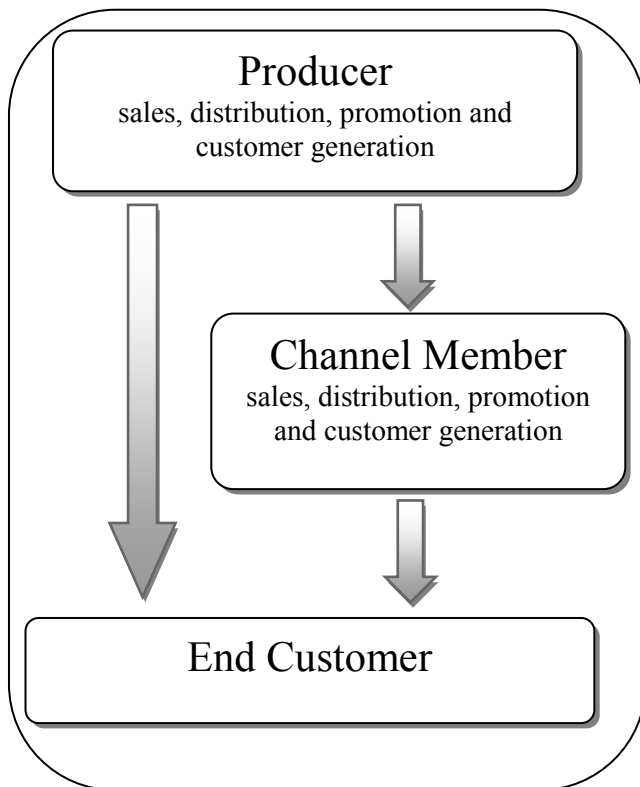 Producer
sales, distribution, promotion and
customer generation
Channel Member
sales, distribution, promotion
and customer generation
End Customer